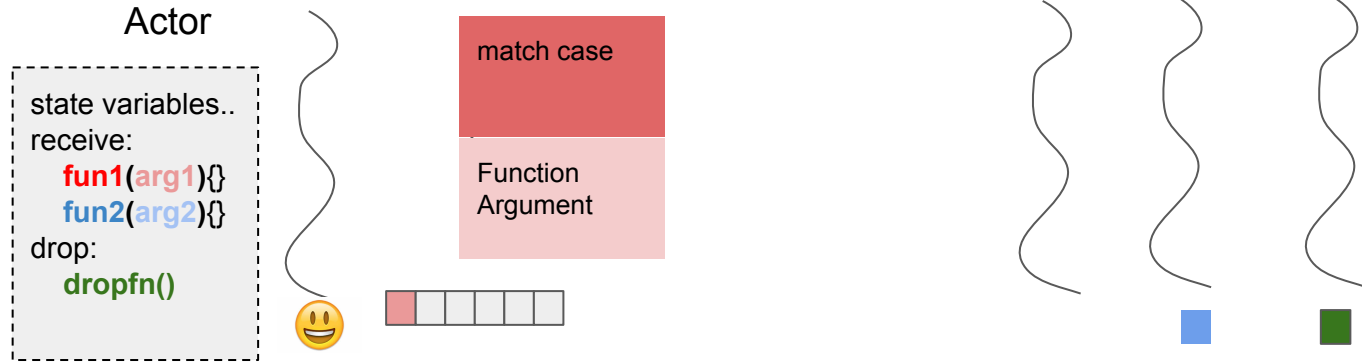 Actor
state variables..
receive:
fun1(arg1){}
fun2(arg2){}
drop:
dropfn()
match case
Function
Argument